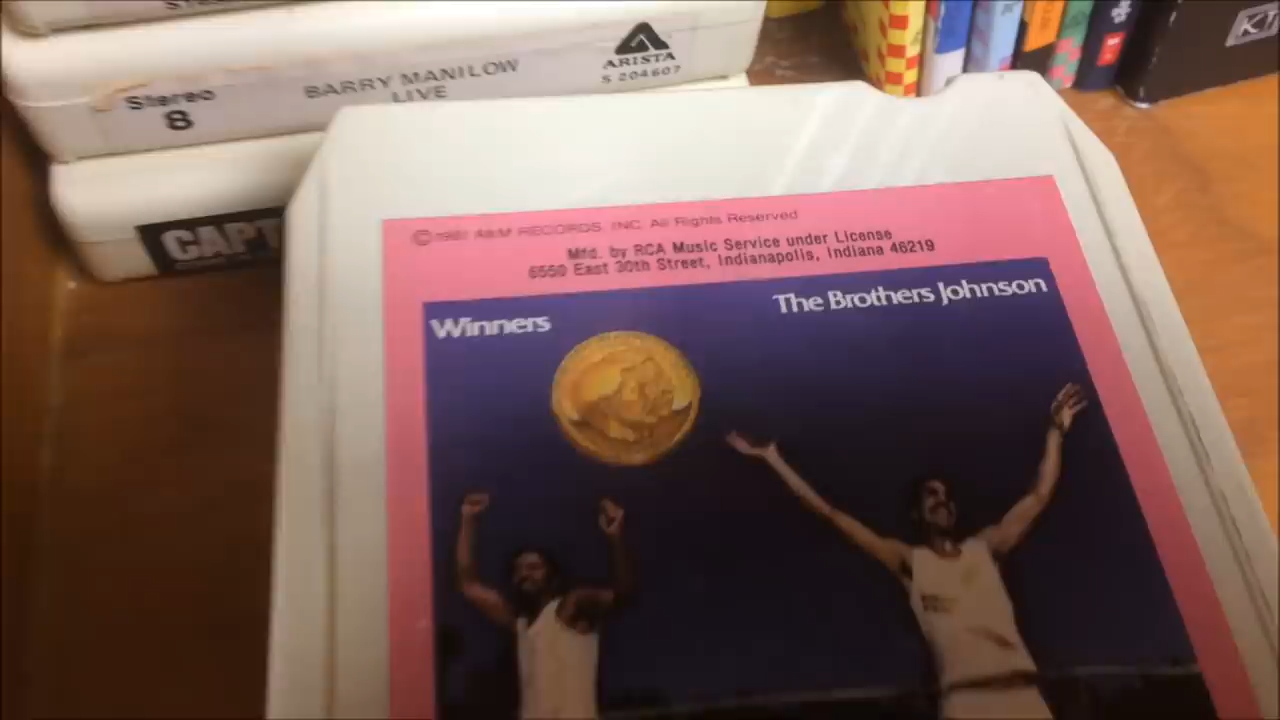 Stereo
8
BARRY MANILOW
LIVE
ARISTA
S 204607
CAPT
©1981 A&M RECORDS, INC. All Rights Reserved
Mfd. by RCA Music Service under License
6550 East 30th Street, Indianapolis, Indiana 46219
Winners
The Brothers Johnson